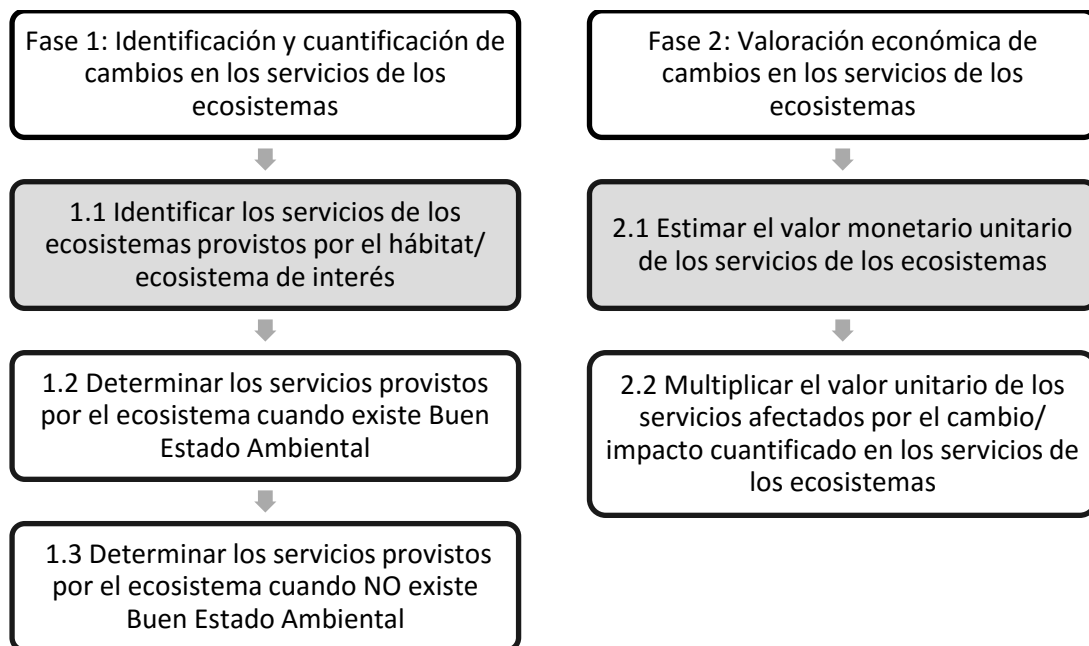 Fase 1: Identificación y cuantificación de
cambios en los servicios de los
ecosistemas
1.1 Identificar los servicios de los
ecosistemas provistos por el hábitat/
ecosistema de interés
1.2 Determinar los servicios provistos
por el ecosistema cuando existe Buen
Estado Ambiental
1.3 Determinar los servicios provistos
por el ecosistema cuando NO existe
Buen Estado Ambiental
Fase 2: Valoración económica de
cambios en los servicios de los
ecosistemas
2.1 Estimar el valor monetario unitario
de los servicios de los ecosistemas
2.2 Multiplicar el valor unitario de los
servicios afectados por el cambio/
impacto cuantificado en los servicios de
los ecosistemas